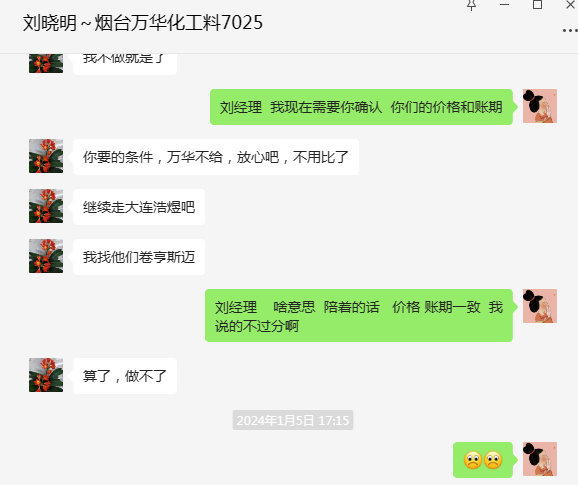 刘晓明～烟台万华化工料7025
我不做就是了
刘经理 我现在需要你确认 你们的价格和账期
你要的条件，万华不给，放心吧，不用比了
继续走大连浩煜吧
我找他们卷亨斯迈
刘经理 啥意思 陪着的话 价格 账期一致 我
说的不过分啊
算了，做不了
2024年1月5日 17:15